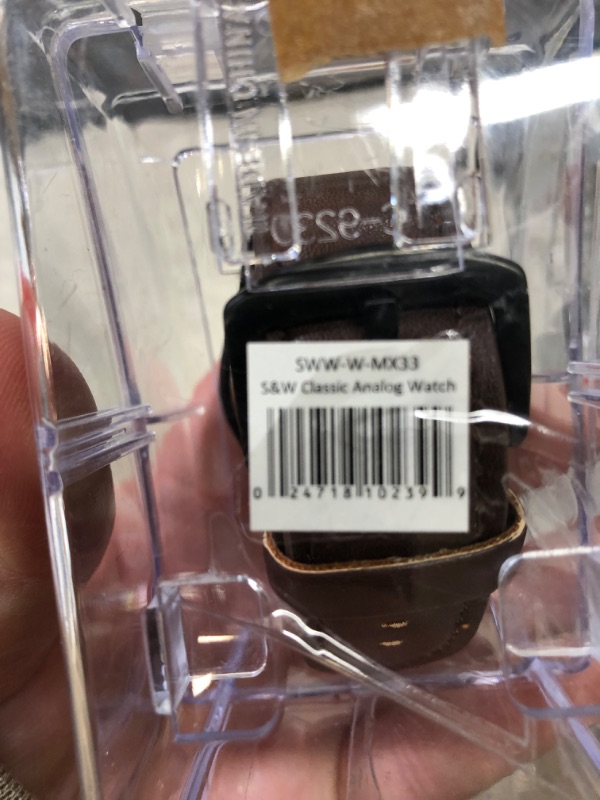 SWW-W-MX33
S&W Classic Analog Watch
0 24718 10239 9